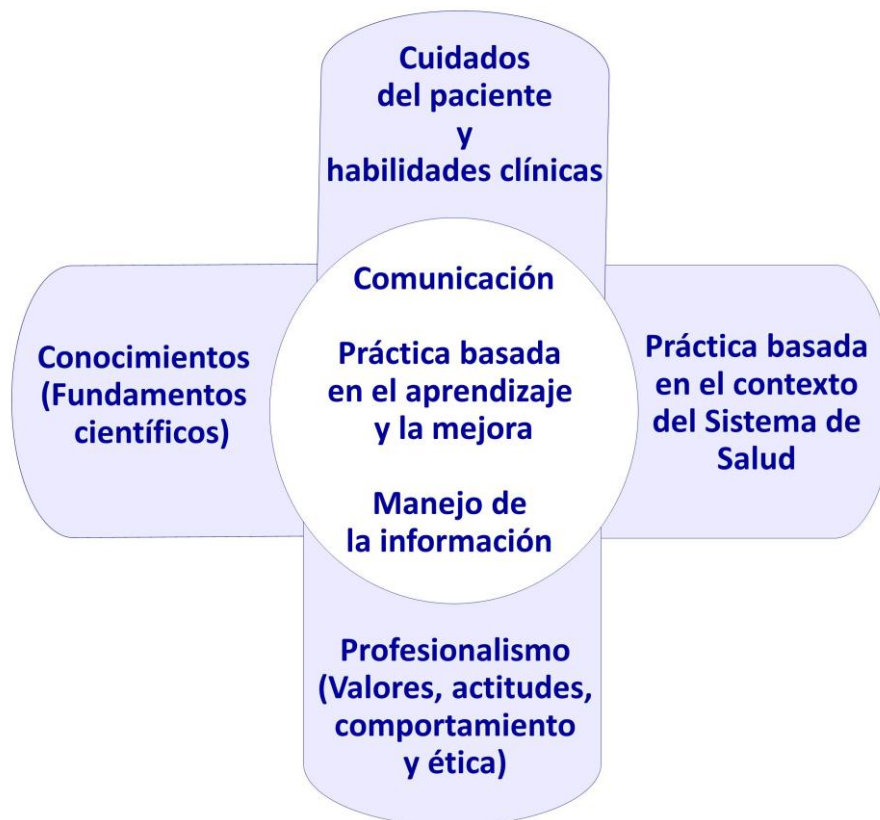 Cuidados
del paciente
y
habilidades clínicas
Comunicación
Práctica basada
en el aprendizaje
y la mejora
Manejo de
la información
Conocimientos
(Fundamentos
científicos)
Práctica basada
en el contexto
del Sistema de
Salud
Profesionalismo
(Valores, actitudes,
comportamiento
y ética)